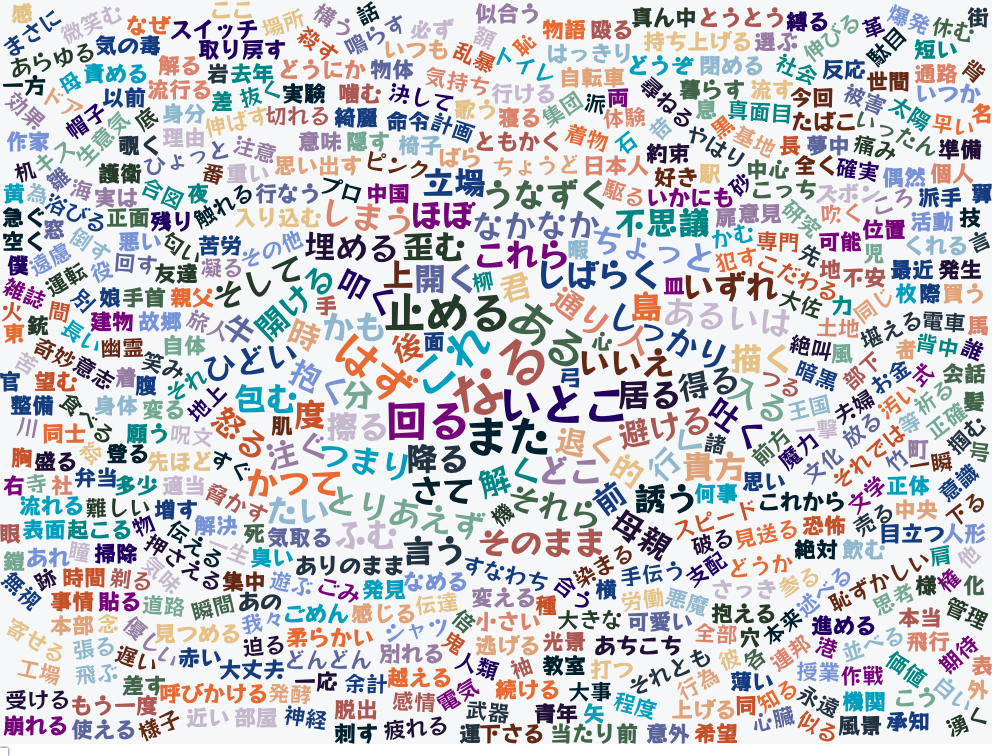 感 微笑む ここ 場所 横う 話 必ず 似合う 物語 殴る 真ん中 とうとう 縛る 革 爆発 休む 街
まさに なぜ スイッチ 殺す 鳴らす いつも 乱暴 頬 恥 はっきり 持ち上げる 選ぶ 伸びる 駄目 短い
あらゆる 気の毒 取り戻す トイレ どうぞ 閉める 社会 反応 世間 通路 背
一方 母 責める 解る 岩 去年 どうにか 物体 気持ち 自転車 尋ねる 暮らす 流す 今回 被害 太陽 いつか
効果 ドア 以前 流行る 差 抜く 実験 噛む 決して 行ける 集団 派 両 息 真面目 たばこ 早い 名
帽子 身分 伸ばす 切れる 綺麗 命令 計画 歌う 寝る 体験 やはり 基地 いったん
作家 キス 生意気 底 覗く 理由 意味 隠す 椅子 ともかく 着物 石 約束 長 夢中 痛み 準備
机 護衛 ひょっと 注意 思い出す ピンク ばら ちょうど 日本人 好き 駅 中心 全く 確実 偶然 個人
黄 為 雛 海 実は 合図 夜 番 重い 行なう プロ 中国 立場 うなずく 駆る いかにも 砂 こっち ズボン ころ 派手 翼
急ぐ 浴びる 正面 残り 触れる 入り込む しまう ほぼ なかなか 不思議 扉 意見 研究 吹く 位置 活動 技
空く 窓 倒す 悪い 匂い 苦労 その他 埋める 歪む これら 暇 ちょっと かむ 専門 先 可能 児 くれる 言
僕 遠慮 役 回す 友達 凝る そして 叩く 上 開く 柳 君 しばらく 犯す こだわる 地 不安 最近 発生
雑誌 運転 兄 娘 手首 親父 開ける 手 皿 いずれ 大佐 力 同じ 枚 際 買う
火 間 銃 長い 建物 故郷 旅人 牛 時 かも 止める ある 通り 心 しっかり 島 人 あるいは 土地 堪える 電車 馬
東 奇妙 意志 幽霊 自体 ひどい はず 後 面 これ る いいえ 描く 絶叫 風 者 背中 誰
苦 官 望む 着 腹 笑み それ 地上 抱く 分 な 弓 居る 得る 入る つる 暗黒 部下 お金 式 会話
整備 食べる 身体 変る 包む 度 肌 擦る 回る いとこ また 避ける 吐く 王国 夫婦 汚い 祈る 髪
川 同士 恋 願う 呪文 怒る 注ぐ 退く 的 行く 諸 前方 一撃 放る 等 正確 掴む
胸 盛る 登る 先ほど すぐ つまり 降る 解く どこ 貴方 魔力 文化 それでは 竹 町 一瞬 号
右 寺 社 弁当 多少 適当 脅かす かつて さて それら 前 誘う 何事 思い これから 文学 正体 意識
流れる 難しい 増す たい とりあえず 機 母親 スピード 売る 中央 下る
眼 表面 起こる 物 伝える 解決 死 気取る ふむ 言う そのまま 破る 見送る 恐怖 絶対 飲む 目立つ 人形
鎧 あれ 瞳 掃除 押さえる 一生 臭い ありのまま すなわち 染まる 手伝う 支配 どうか 肩 他
無視 跡 時間 剃る 気味 集中 遊ぶ ごみ 発見 なめる 合う 横 労働 悪魔 さっき 参る 述べる 恥ずかしい 様 権 化
事情 貼る 道路 瞬間 あの ごめん 感じる 伝達 変える 種 大きな 可愛い 抱える 本来 思考 管理
寄せる 本部 念 優しい 見つめる 我々 柔らかい シャツ 倍 小さい 光景 あちこち 全部 穴 進める 本当
張る 遅い 赤い 迫る どんどん 別れる 鬼 逃げる 彼 各 連邦 港 並べる 飛行 期待
工場 飛ぶ 大丈夫 一応 余計 越える 人類 袖 教室 打つ それとも 行為 薄い 授業 作戦 価値 白い 表
受ける もう一度 差す 呼びかける 発酵 脱出 感情 電気 続ける 大事 程度 上げる 同 知る 永遠 機関 こう 外
崩れる 使える 様子 近い 部屋 神経 刺す 疲れる 武器 運 下さる 青年 矢 当たり前 意外 希望 心臓 似る 風景 承知 湧く